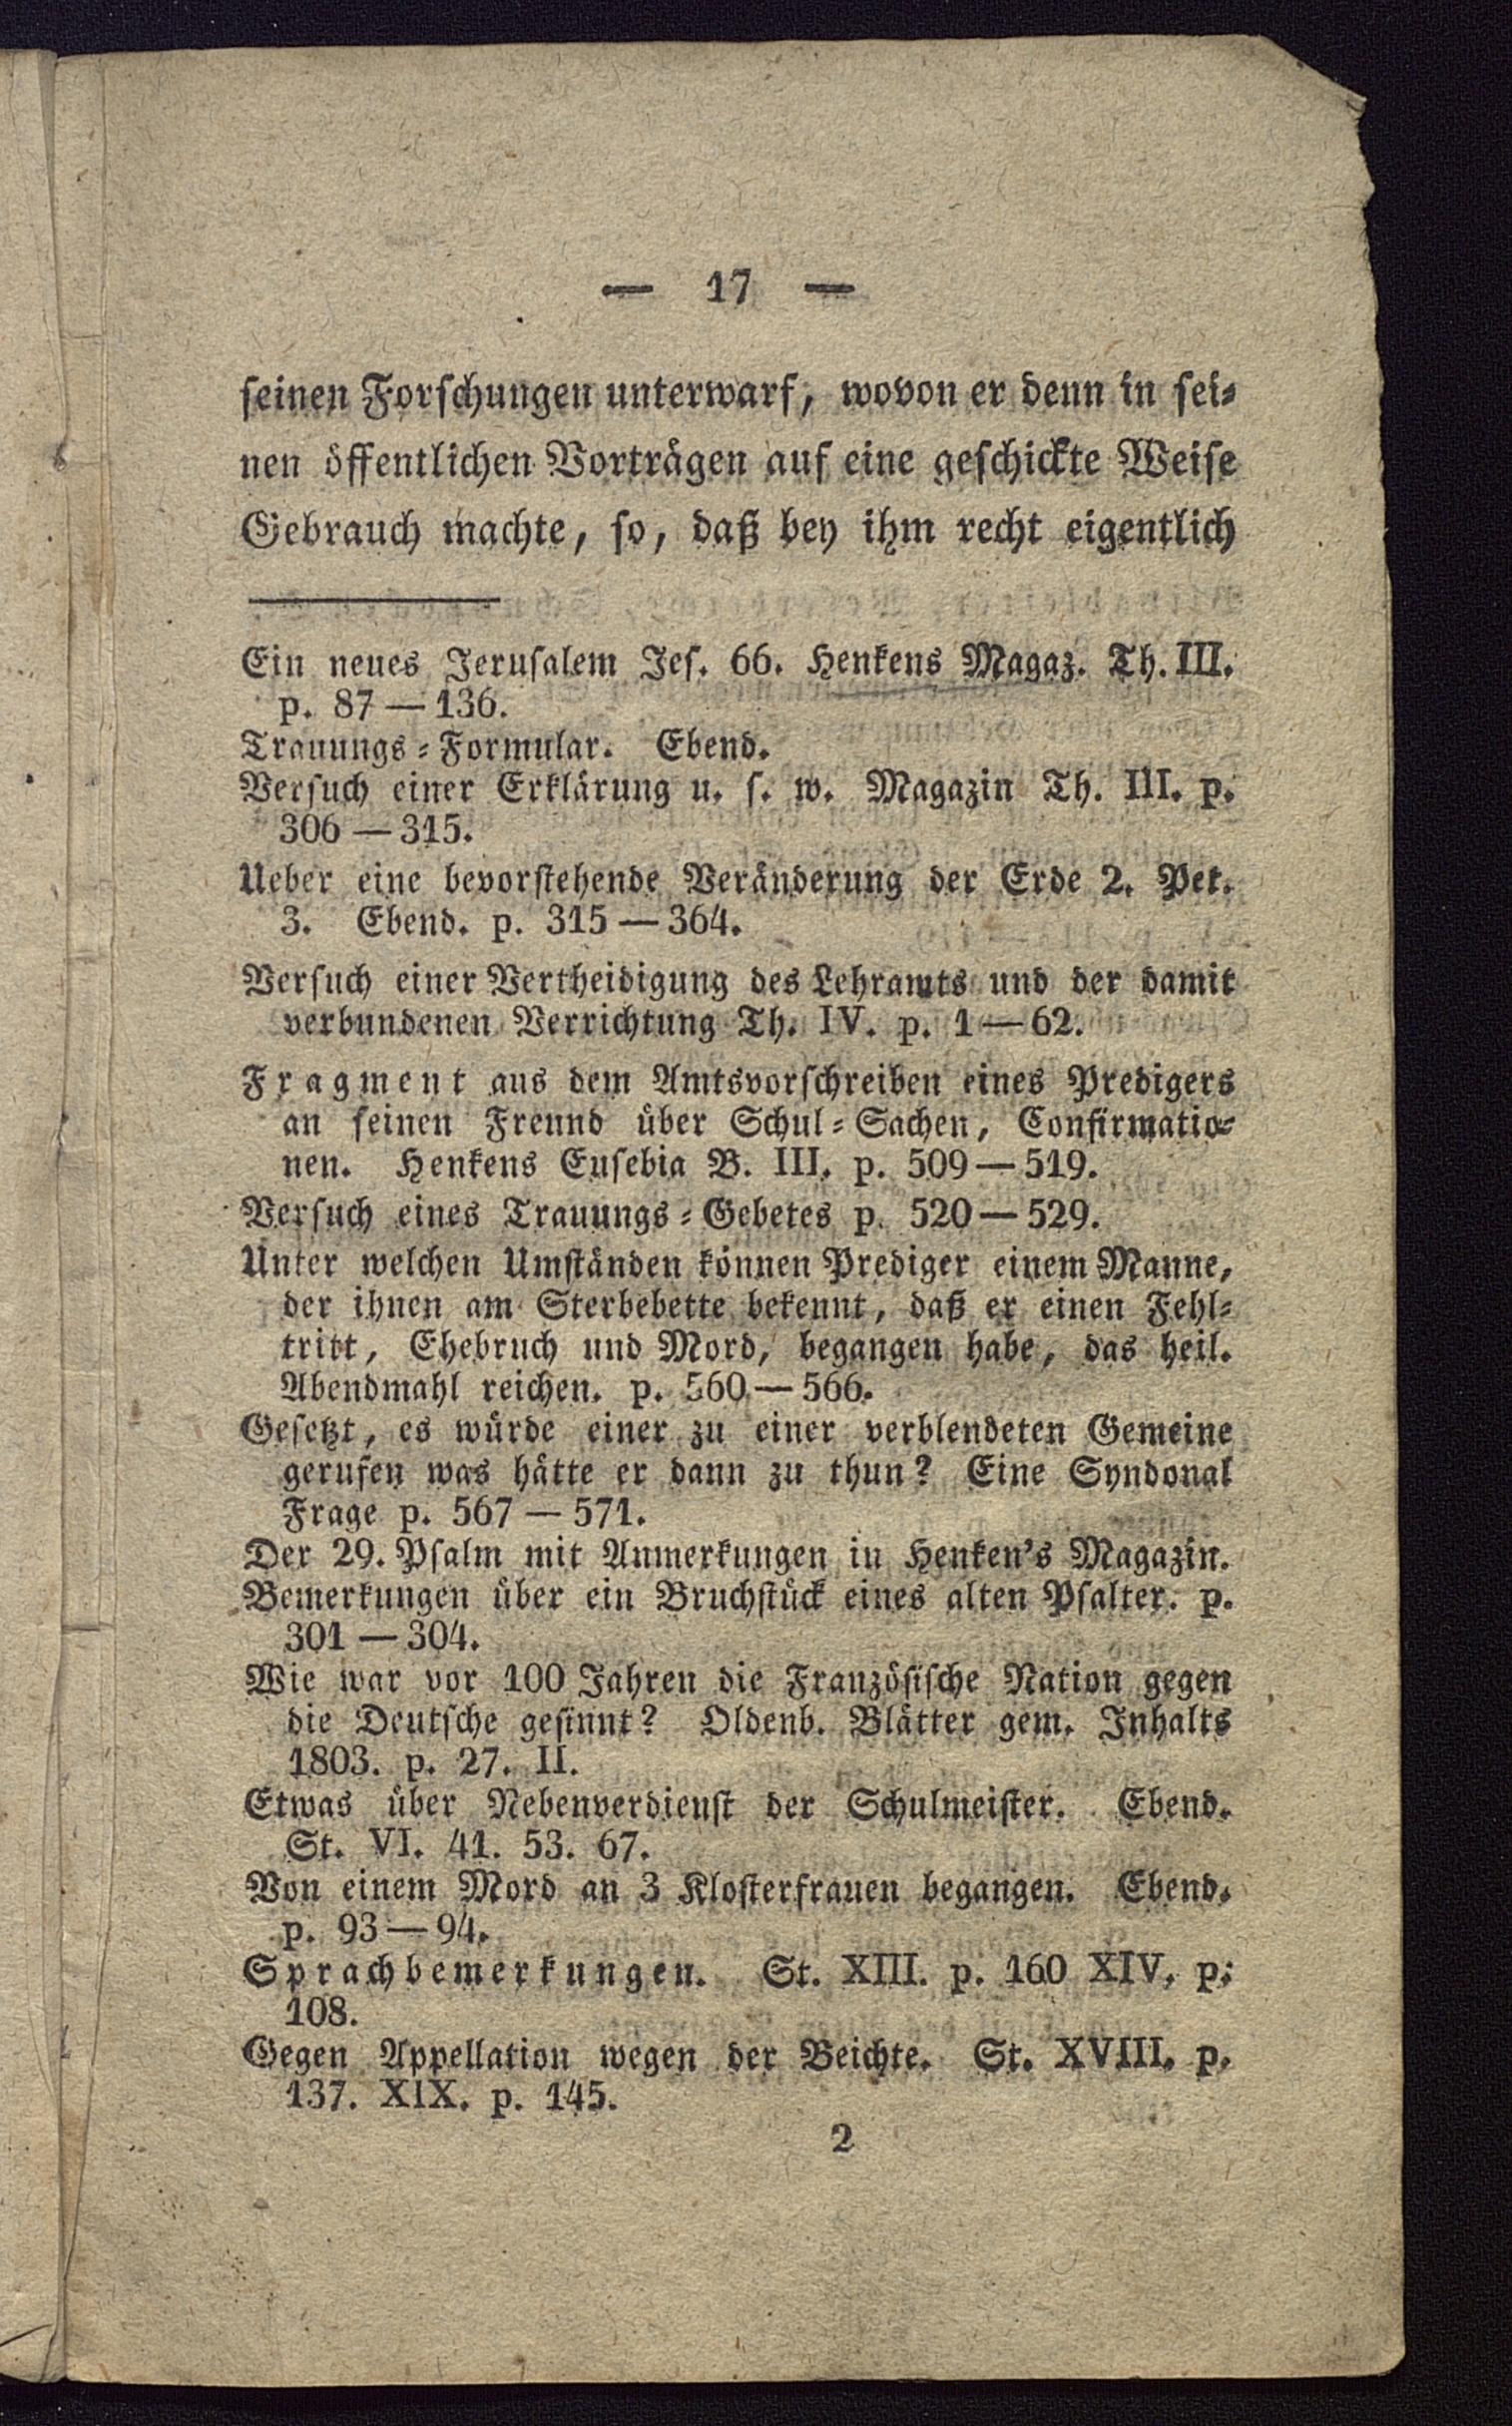 — 17 —
seinen Forschungen unterwarf, wovon er denn in sei-
nen öffentlichen Vorträgen auf eine geschickte Weise
Gebrauch machte, so, daß bey ihm recht eigentlich
Ein neues Jerusalem Jes. 66. Henkens Magaz. Th. III.
p. 87 — 136.
Trauungs-Formular. Ebend.
Versuch einer Erklärung u. s. w. Magazin Th. III. p.
306 — 315.
Ueber eine bevorstehende Veränderung der Erde 2. Pet.
3. Ebend. p. 315 — 364.
Versuch einer Vertheidigung des Lehramts und der damit
verbundenen Verrichtung Th. IV. p. 1 — 62.
Fragment aus dem Amtsvorschreiben eines Predigers
an seinen Freund über Schul-Sachen, Confirmatio-
nen. Henkens Eusebia B. III. p. 509 — 519.
Versuch eines Trauungs-Gebetes p. 520 — 529.
Unter welchen Umständen können Prediger einem Manne,
der ihnen am Sterbebette bekennt, daß er einen Fehl-
tritt, Ehebruch und Mord, begangen habe, das heil.
Abendmahl reichen. p. 560 — 566.
Gesetzt, es würde einer zu einer verblendeten Gemeine
gerufen was hätte er dann zu thun? Eine Syndonal
Frage p. 567 — 571.
Der 29. Psalm mit Anmerkungen in Henken's Magazin.
Bemerkungen über ein Bruchstück eines alten Psalter. p.
301 — 304.
Wie war vor 100 Jahren die Französische Nation gegen
die Deutsche gesinnt? Oldenb. Blätter gem. Inhalts
1803. p. 27. II.
Etwas über Nebenverdienst der Schulmeister. Ebend.
St. VI. 41. 53. 67.
Von einem Mord an 3 Klosterfrauen begangen. Ebend.
p. 93 — 94.
Sprachbemerkungen. St. XIII. p. 160 XIV. p.
108.
Gegen Appellation wegen der Beichte. St. XVIII. p.
137. XIX. p. 145.
2